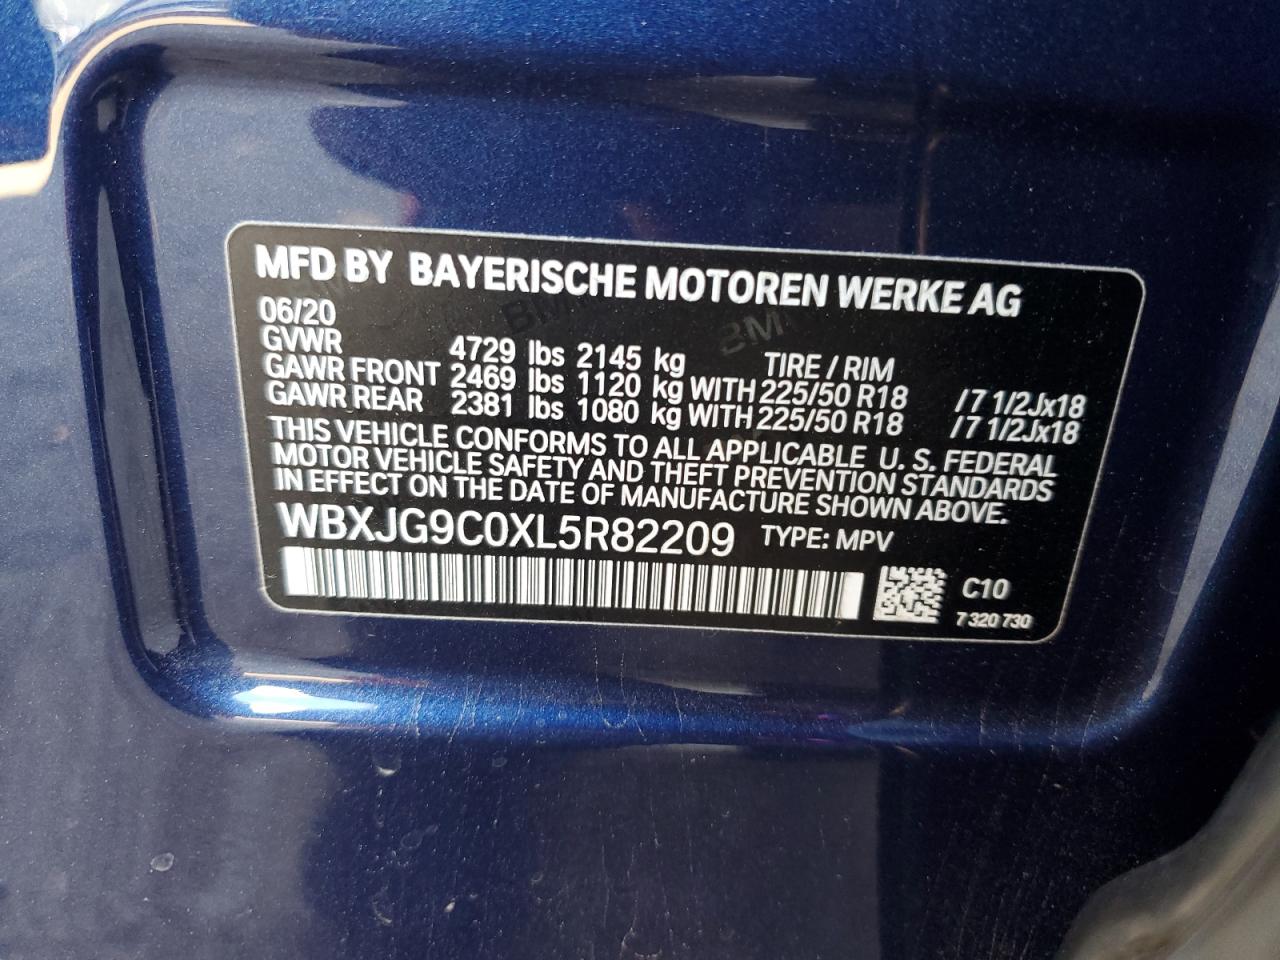 MFD BY BAYERISCHE MOTOREN WERKE AG
06/20
GVWR 4729 lbs 2145 kg TIRE / RIM
GAWR FRONT 2469 lbs 1120 kg WITH 225/50 R18 / 7 1/2Jx18
GAWR REAR 2381 lbs 1080 kg WITH 225/50 R18 / 7 1/2Jx18
THIS VEHICLE CONFORMS TO ALL APPLICABLE U. S. FEDERAL
MOTOR VEHICLE SAFETY AND THEFT PREVENTION STANDARDS
IN EFFECT ON THE DATE OF MANUFACTURE SHOWN ABOVE.
WBXJG9C0XL5R82209 TYPE: MPV
C10
7 320 730